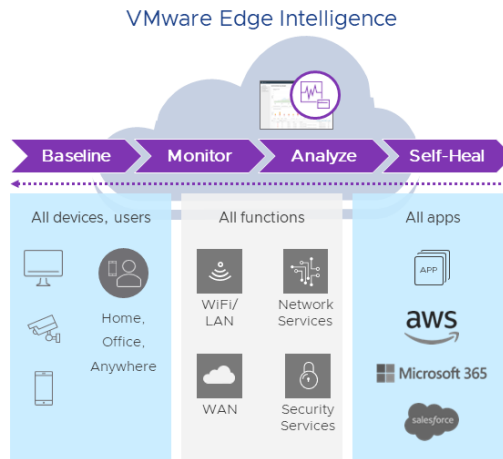 VMware Edge Intelligence
Baseline
Monitor
Analyze
Self-Heal
All devices, users
Home,
Office,
Anywhere
All functions
WiFi/
LAN
Network
Services
WAN
Security
Services
All apps
APP
aws
Microsoft 365
salesforce